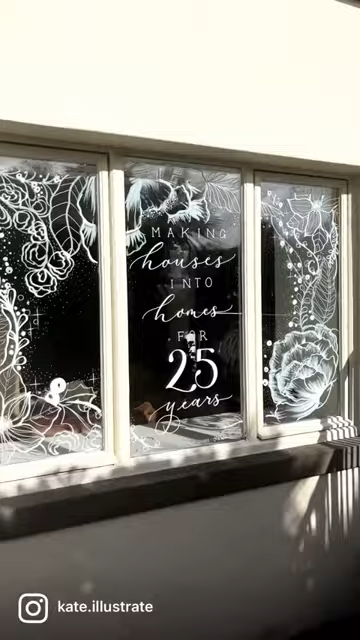 MAKING
houses
INTO
homes
FOR
25
years
kate.illustrate